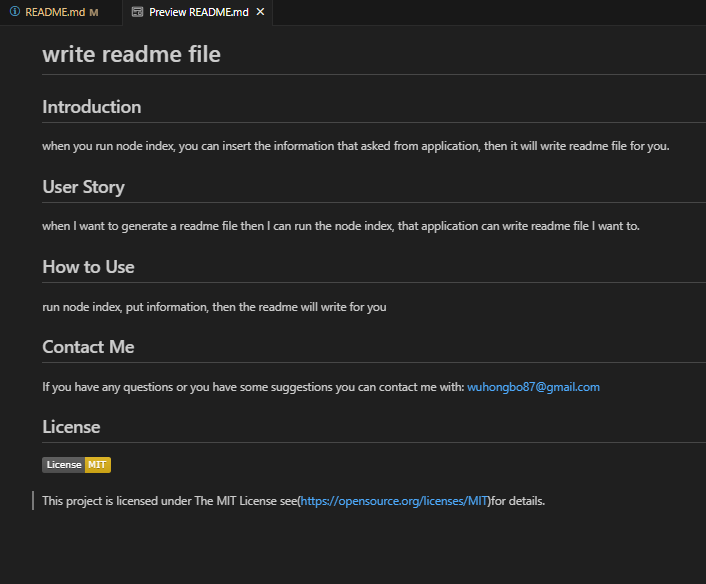 README.md M Preview README.md
write readme file
Introduction
when you run node index, you can insert the information that asked from application, then it will write readme file for you.
User Story
when I want to generate a readme file then I can run the node index, that application can write readme file I want to.
How to Use
run node index, put information, then the readme will write for you
Contact Me
If you have any questions or you have some suggestions you can contact me with: wuhongbo87@gmail.com
License
License MIT
This project is licensed under The MIT License see(https://opensource.org/licenses/MIT)for details.